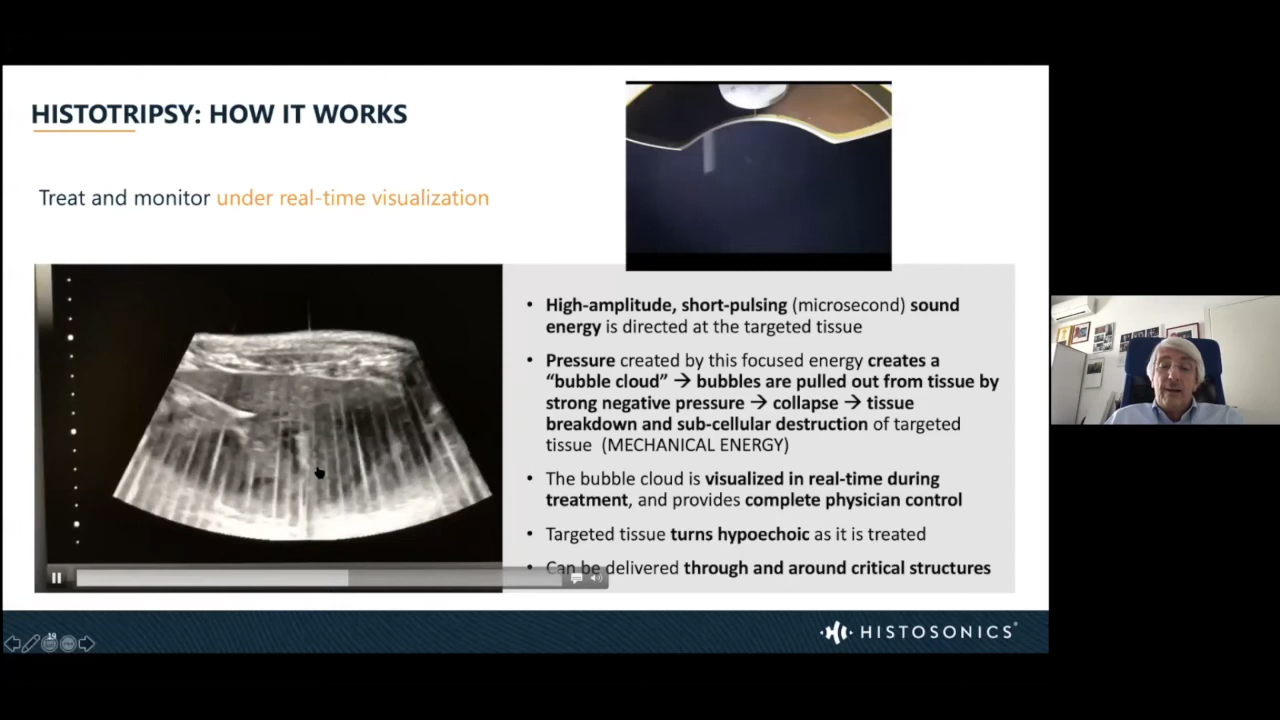 HISTOTRIPSY: HOW IT WORKS
Treat and monitor under real-time visualization
• High-amplitude, short-pulsing (microsecond) sound
energy is directed at the targeted tissue
• Pressure created by this focused energy creates a
“bubble cloud” → bubbles are pulled out from tissue by
strong negative pressure → collapse → tissue
breakdown and sub-cellular destruction of targeted
tissue (MECHANICAL ENERGY)
• The bubble cloud is visualized in real-time during
treatment, and provides complete physician control
• Targeted tissue turns hypoechoic as it is treated
• Can be delivered through and around critical structures
19
HISTOSONICS®